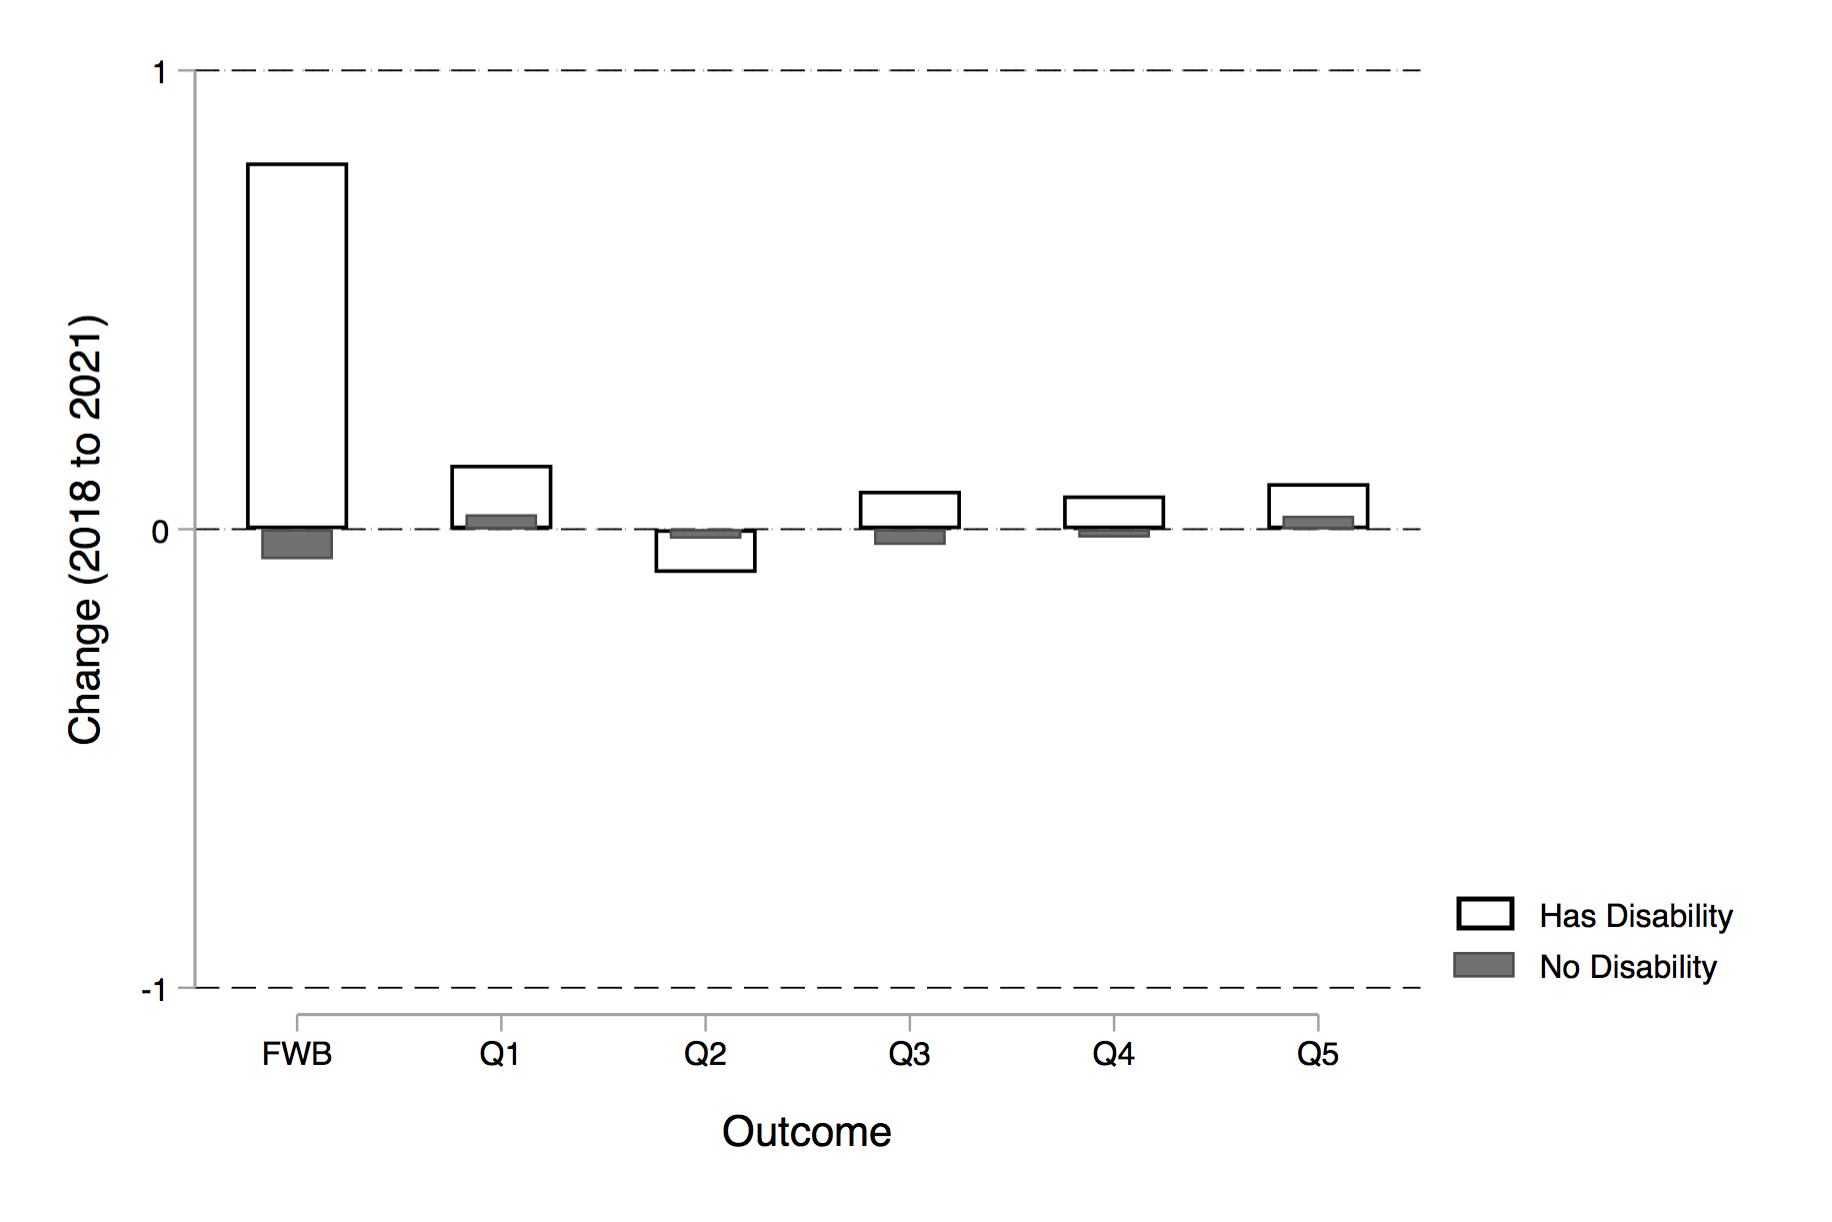 1
0
-1
Change (2018 to 2021)
FWB Q1 Q2 Q3 Q4 Q5
Outcome
Has Disability
No Disability